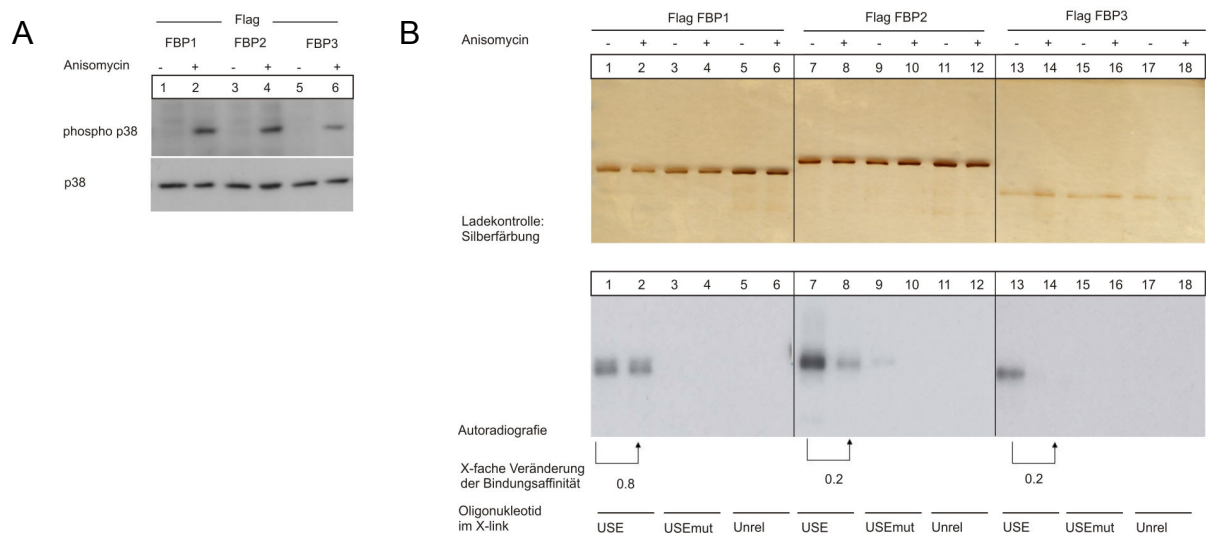 A
Flag
FBP1 FBP2 FBP3
Anisomycin - + - + - +
1 2 3 4 5 6
phospho p38
p38
B
Flag FBP1 Flag FBP2 Flag FBP3
Anisomycin - + - + - + - + - + - + - + - + - +
1 2 3 4 5 6 7 8 9 10 11 12 13 14 15 16 17 18
Ladekontrolle:
Silberfärbung
1 2 3 4 5 6 7 8 9 10 11 12 13 14 15 16 17 18
Autoradiografie
X-fache Veränderung
der Bindungsaffinität
0.8 0.2 0.2
Oligonukleotid
im X-link
USE USEmut Unrel USE USEmut Unrel USE USEmut Unrel